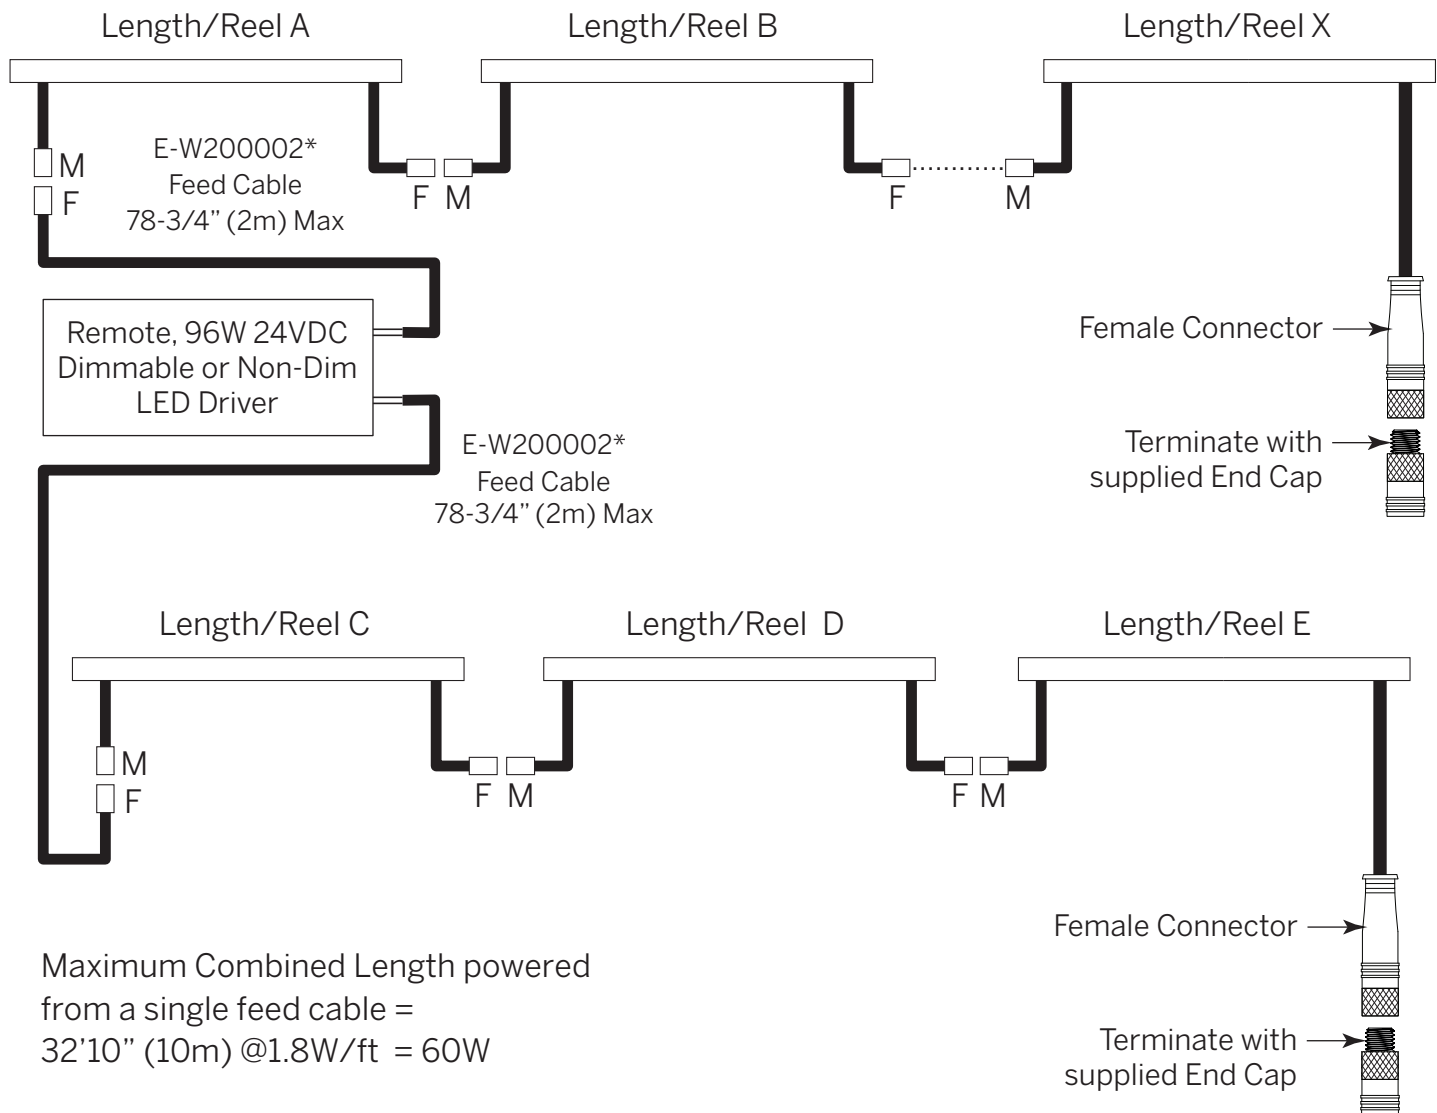 Length/Reel A
Length/Reel B
Length/Reel X
M
F
E-W200002*
Feed Cable
78-3/4” (2m) Max
F M
F
M
Remote, 96W 24VDC
Dimmable or Non-Dim
LED Driver
Female Connector
Terminate with
supplied End Cap
E-W200002*
Feed Cable
78-3/4” (2m) Max
Length/Reel C
Length/Reel D
Length/Reel E
M
F
F M
F M
Female Connector
Terminate with
supplied End Cap
Maximum Combined Length powered
from a single feed cable =
32’10” (10m) @1.8W/ft = 60W